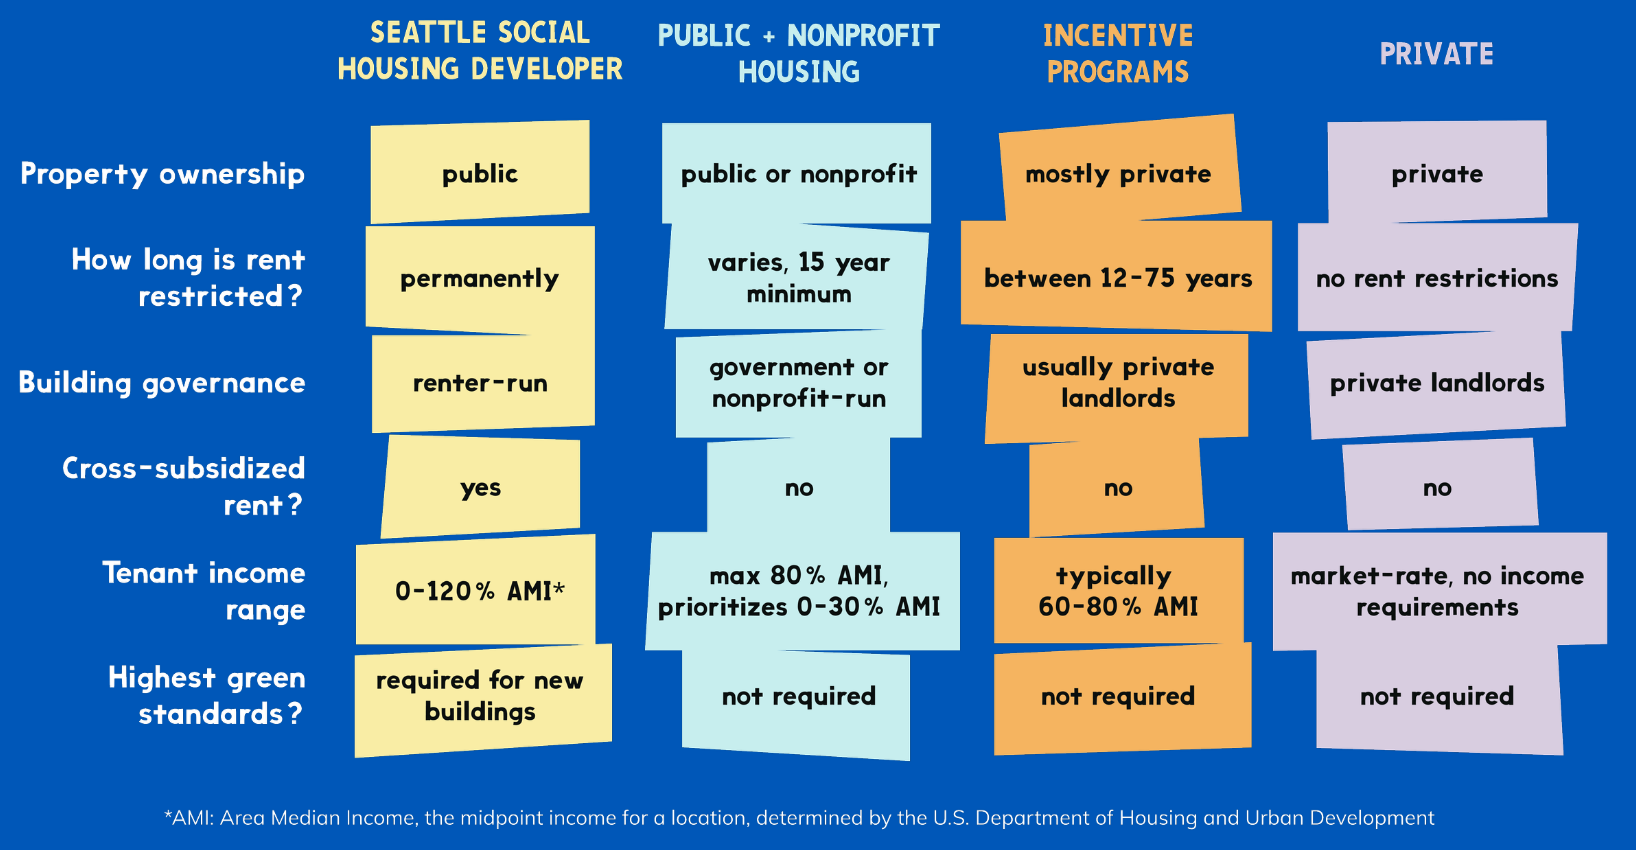 SEATTLE SOCIAL
HOUSING DEVELOPER
PUBLIC + NONPROFIT
HOUSING
INCENTIVE
PROGRAMS
PRIVATE
Property ownership
public
public or nonprofit
mostly private
private
How long is rent
restricted?
permanently
varies, 15 year
minimum
between 12-75 years
no rent restrictions
Building governance
renter-run
government or
nonprofit-run
usually private
landlords
private landlords
Cross-subsidized
rent?
yes
no
no
no
Tenant income
range
0-120% AMI*
max 80% AMI,
prioritizes 0-30% AMI
typically
60-80% AMI
market-rate, no income
requirements
Highest green
standards?
required for new
buildings
not required
not required
not required
*AMI: Area Median Income, the midpoint income for a location, determined by the U.S. Department of Housing and Urban Development